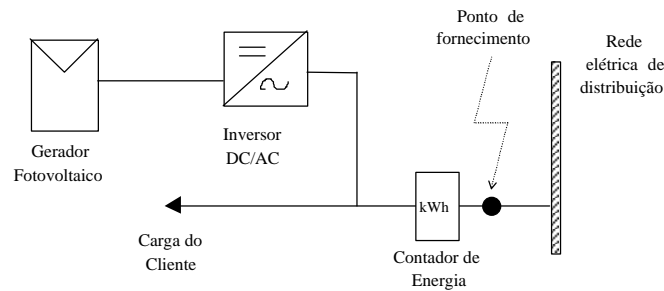 Ponto de
fornecimento
Rede
elétrica de
distribuição
Gerador
Fotovoltaico
Inversor
DC/AC
kWh
Carga do
Cliente
Contador de
Energia